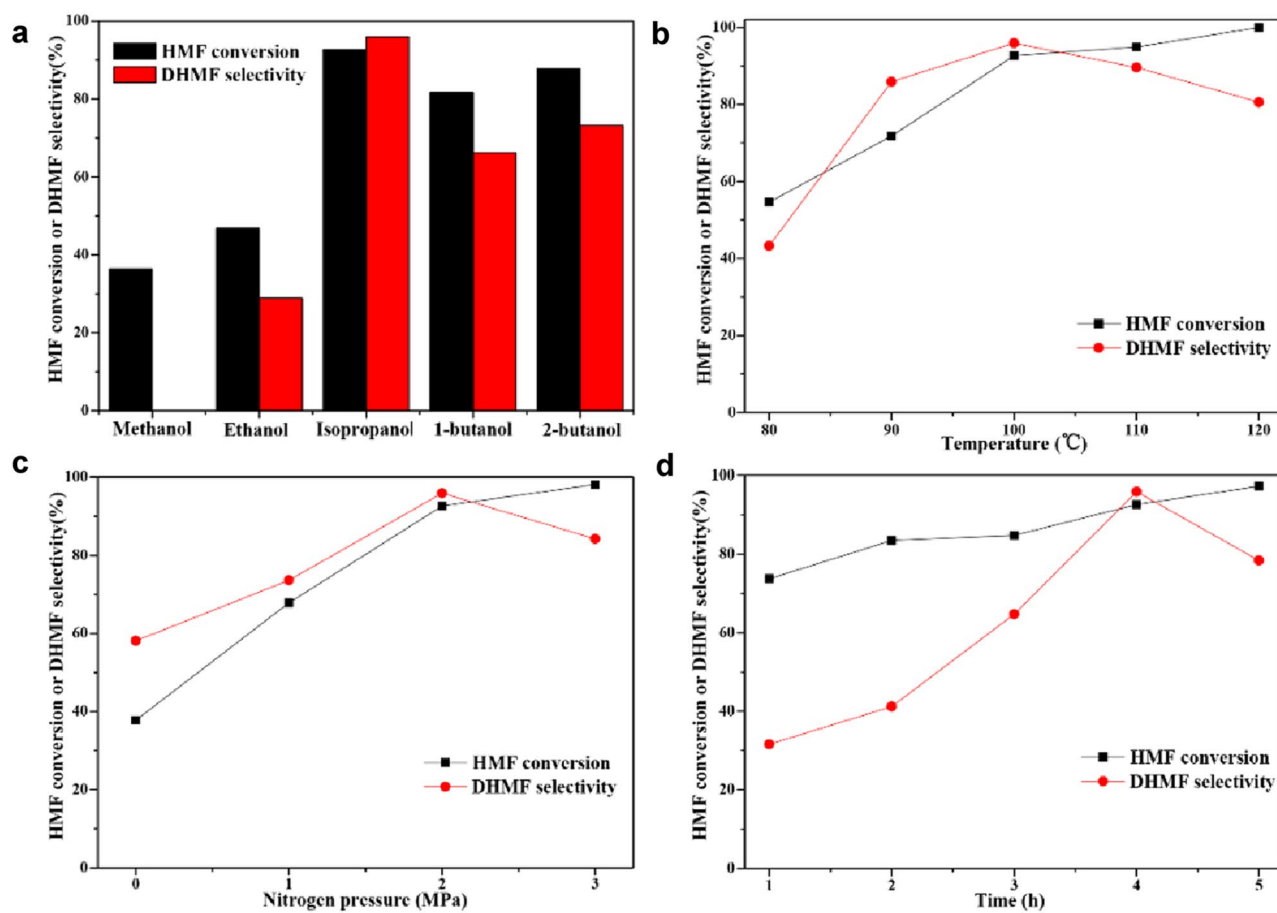 a
HMF conversion or DHMF selectivity(%)
100
80
60
40
20
0
HMF conversion
DHMF selectivity
Methanol Ethanol Isopropanol 1-butanol 2-butanol
b
HMF conversion or DHMF selectivity(%)
100
80
60
40
20
0
HMF conversion
DHMF selectivity
80 90 100 110 120
Temperature (℃)
c
HMF conversion or DHMF selectivity(%)
100
80
60
40
20
0
HMF conversion
DHMF selectivity
0 1 2 3
Nitrogen pressure (MPa)
d
HMF conversion or DHMF selectivity(%)
100
80
60
40
20
0
HMF conversion
DHMF selectivity
1 2 3 4 5
Time (h)